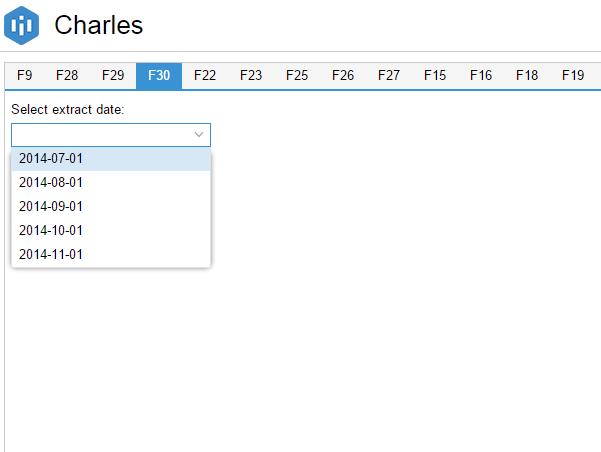 Charles
F9 F28 F29 F30 F22 F23 F25 F26 F27 F15 F16 F18 F19
Select extract date:
2014-07-01
2014-08-01
2014-09-01
2014-10-01
2014-11-01